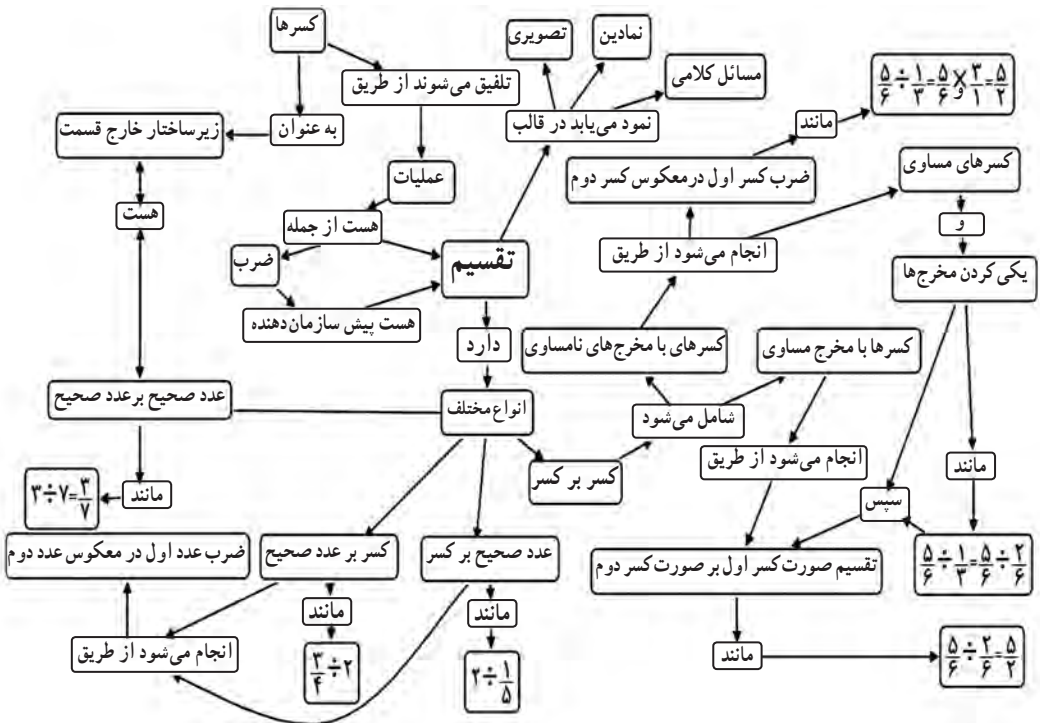 کسرها
تلفیق می‌شوند از طریق
به عنوان
زیرساختار خارج قسمت
هست
عملیات
هست از جمله
ضرب
هست پیش سازمان‌دهنده
تقسیم
نمود می‌یابد در قالب
تصویری
نمادین
مسائل کلامی
دارد
انواع مختلف
عدد صحیح بر عدد صحیح
مانند
۳÷۷=۳/۷
کسر بر عدد صحیح
مانند
۳/۴÷۲
عدد صحیح بر کسر
مانند
۲÷۱/۵
انجام می‌شود از طریق
ضرب عدد اول در معکوس عدد دوم
کسر بر کسر
شامل می‌شود
کسرهای با مخرج‌های نامساوی
انجام می‌شود از طریق
ضرب کسر اول در معکوس کسر دوم
مانند
۵/۶÷۱/۳=۵/۶×۳/۱=۵/۲
کسرهای مساوی
و
یکی کردن مخرج‌ها
مانند
۵/۶÷۱/۳=۵/۶÷۲/۶
سپس
کسرها با مخرج مساوی
انجام می‌شود از طریق
تقسیم صورت کسر اول بر صورت کسر دوم
مانند
۵/۶÷۲/۶=۵/۲